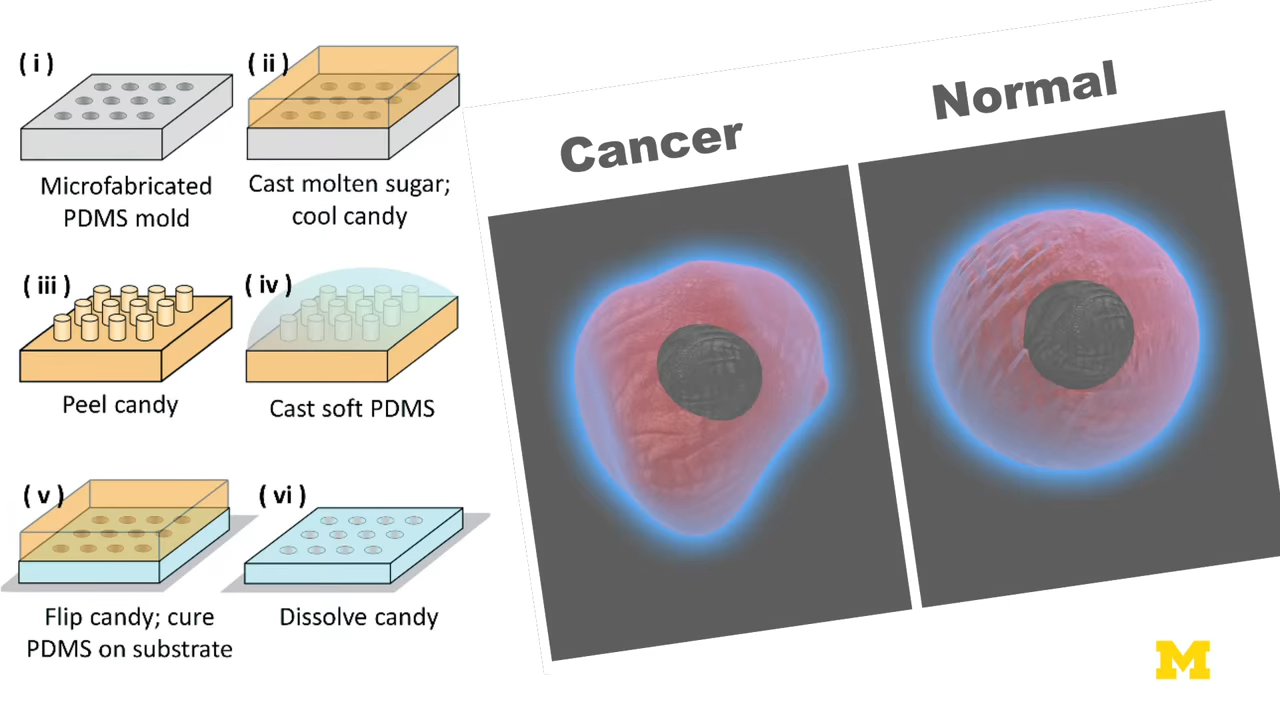 ( i )
Microfabricated
PDMS mold
( ii )
Cast molten sugar;
cool candy
( iii )
Peel candy
( iv )
Cast soft PDMS
( v )
Flip candy; cure
PDMS on substrate
( vi )
Dissolve candy
Cancer
Normal
M